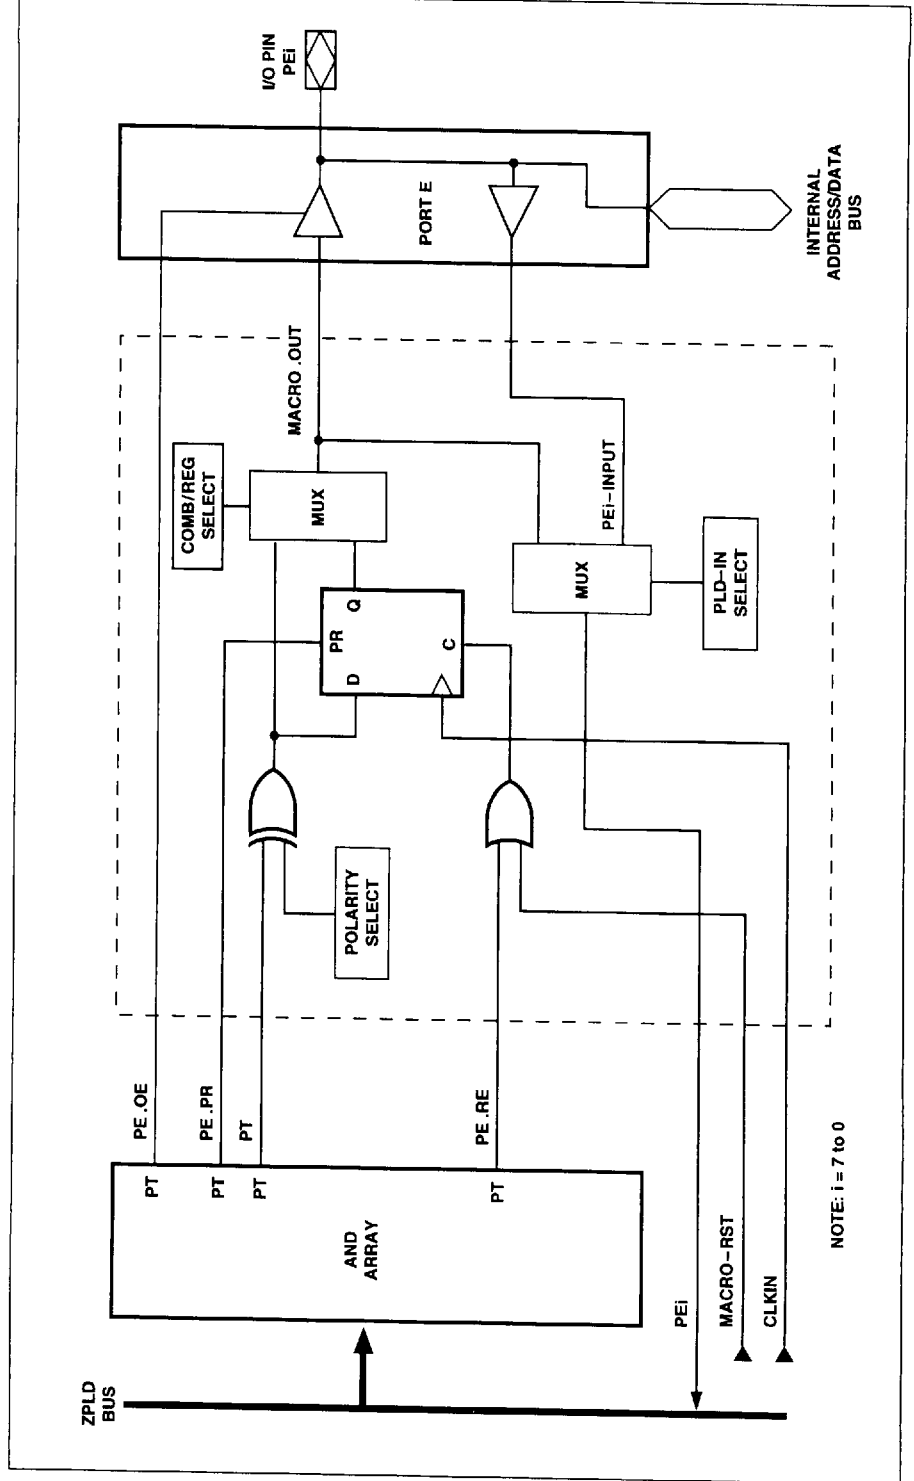 ZPLD
BUS
AND
ARRAY
PT
PT
PT
PT
PE.OE
PE.PR
PT
PE.RE
PEi
MACRO-RST
CLKIN
POLARITY
SELECT
D
PR
Q
C
COMB/REG
SELECT
MUX
MACRO.OUT
MUX
PEi-INPUT
PLD-IN
SELECT
PORT E
I/O PIN
PEi
INTERNAL
ADDRESS/DATA
BUS
NOTE: i = 7 to 0